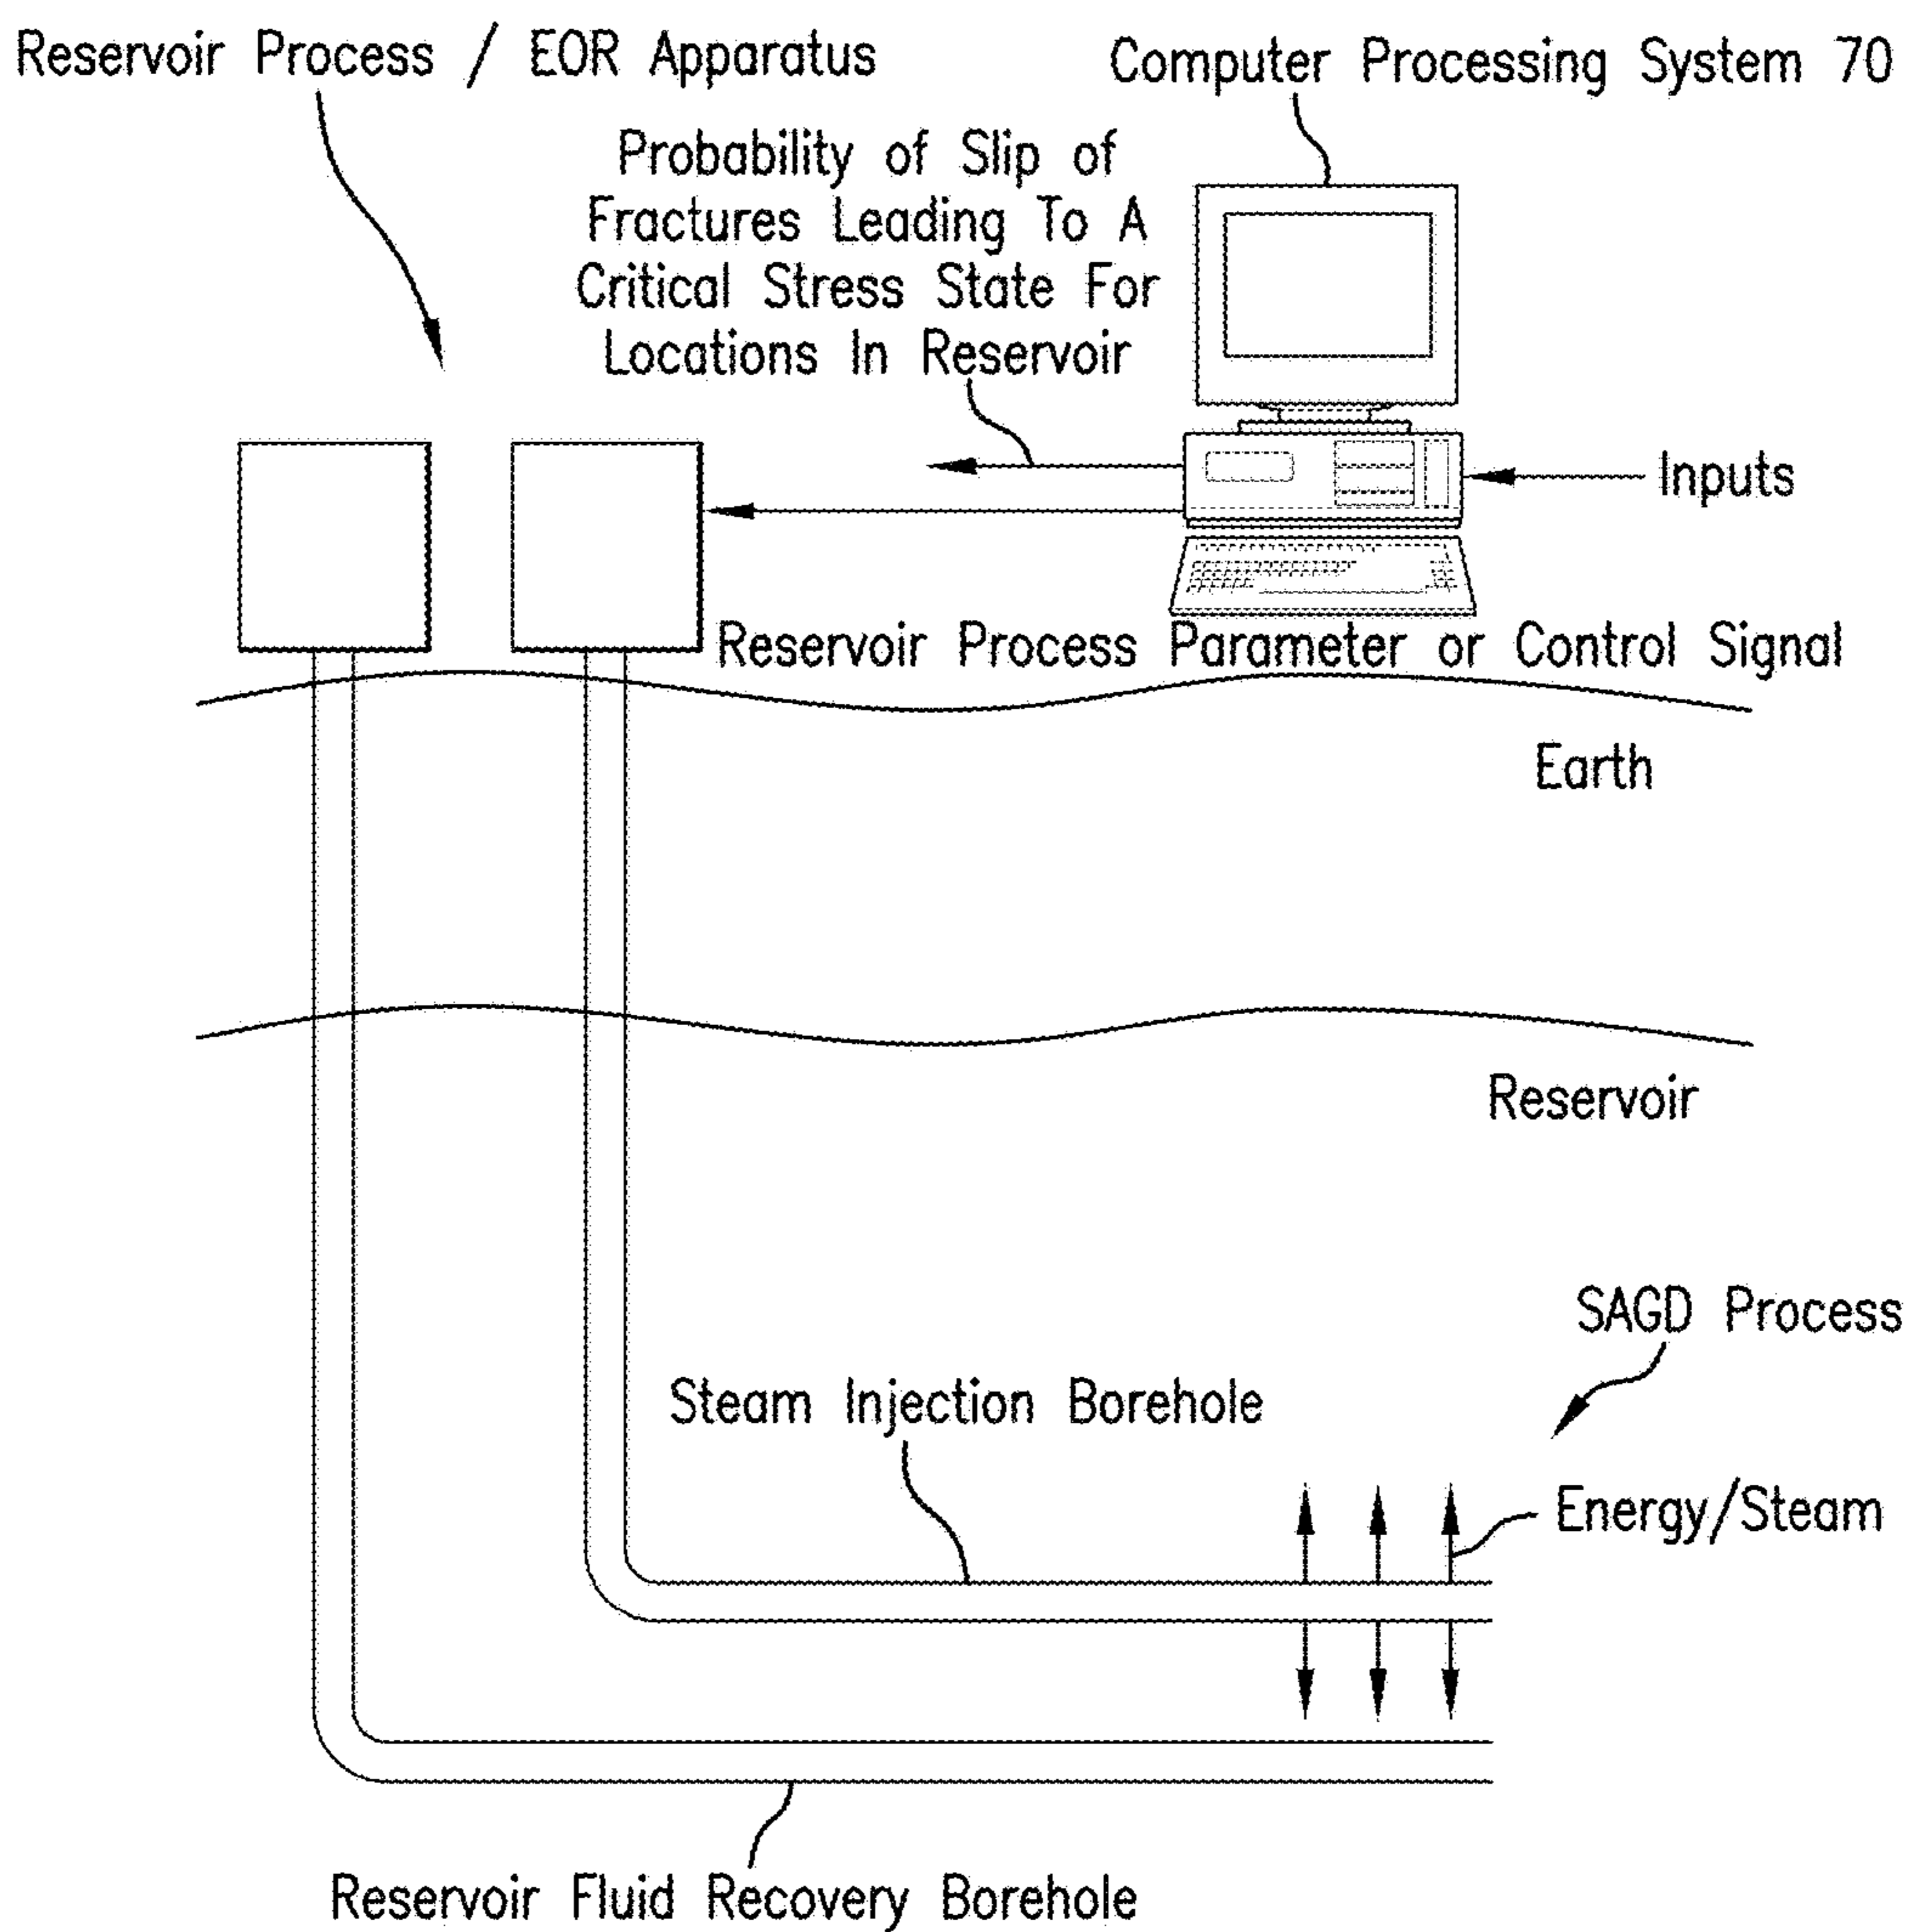 Reservoir Process / EOR Apparatus
Computer Processing System 70
Probability of Slip of
Fractures Leading To A
Critical Stress State For
Locations In Reservoir
Inputs
Reservoir Process Parameter or Control Signal
Earth
Reservoir
SAGD Process
Steam Injection Borehole
Energy/Steam
Reservoir Fluid Recovery Borehole